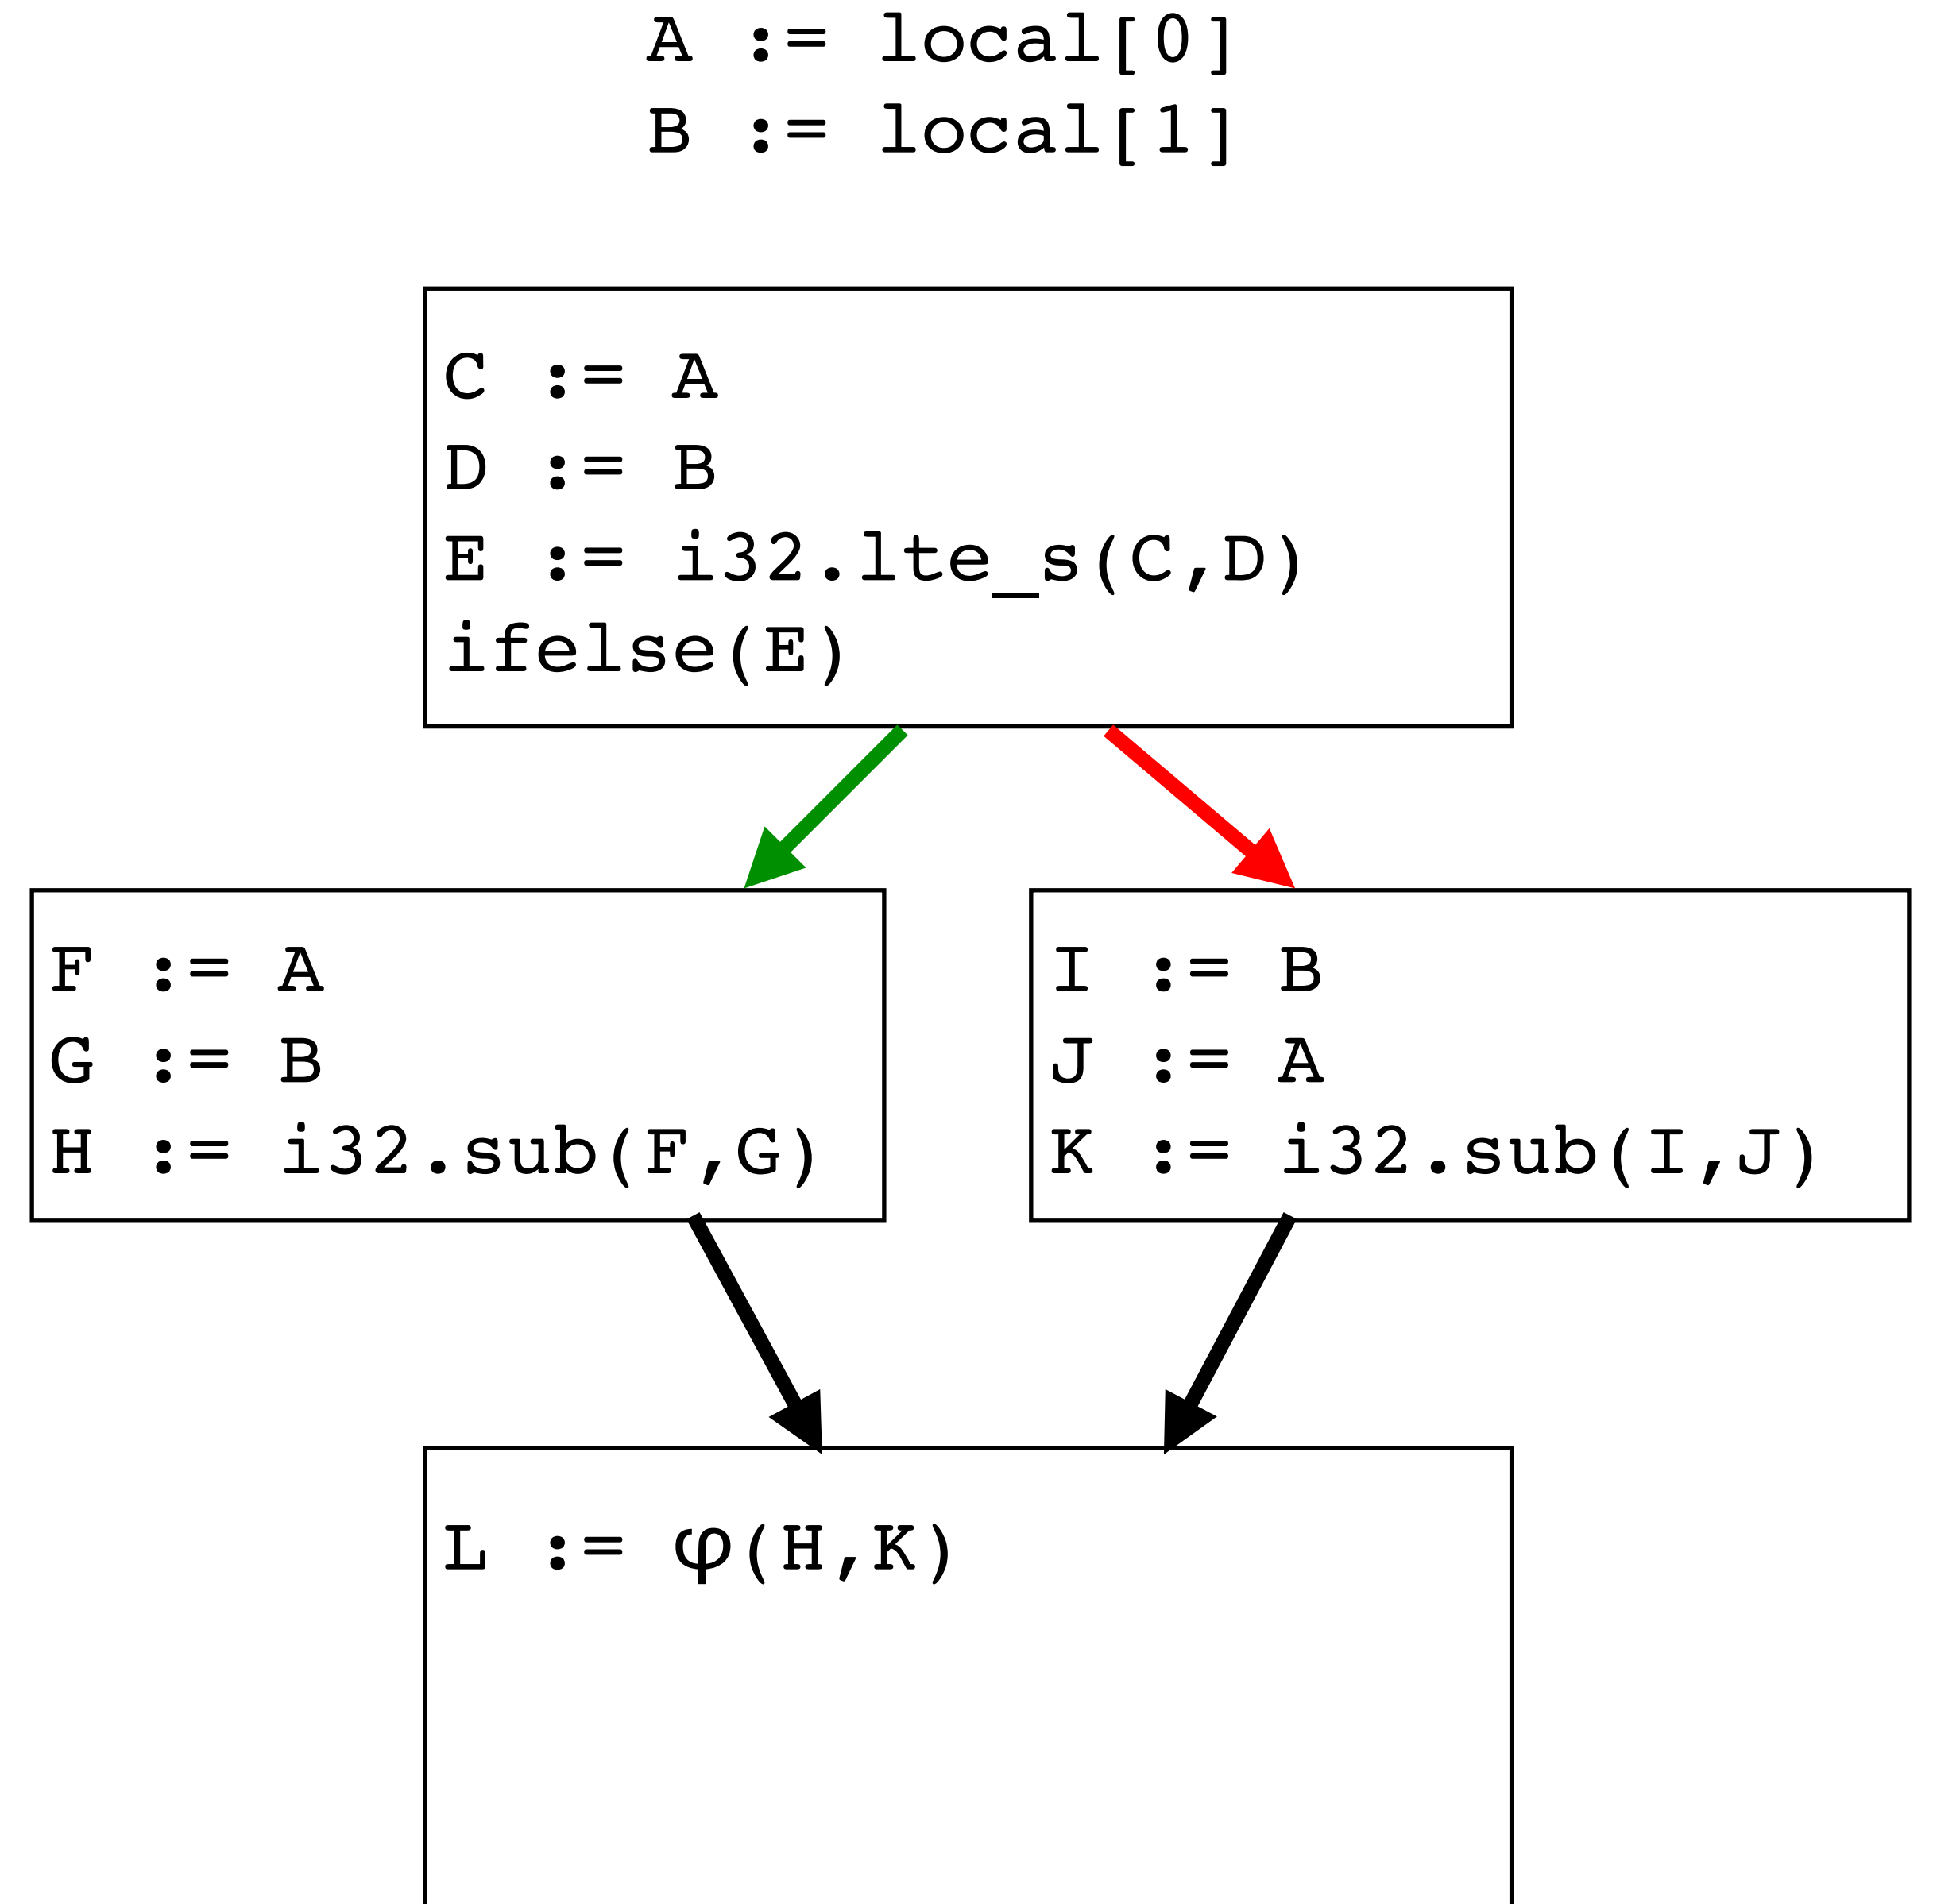 A := local[0]
B := local[1]
C := A
D := B
E := i32.lte_s(C,D)
ifelse(E)
F := A
G := B
H := i32.sub(F,G)
I := B
J := A
K := i32.sub(I,J)
L := φ(H,K)